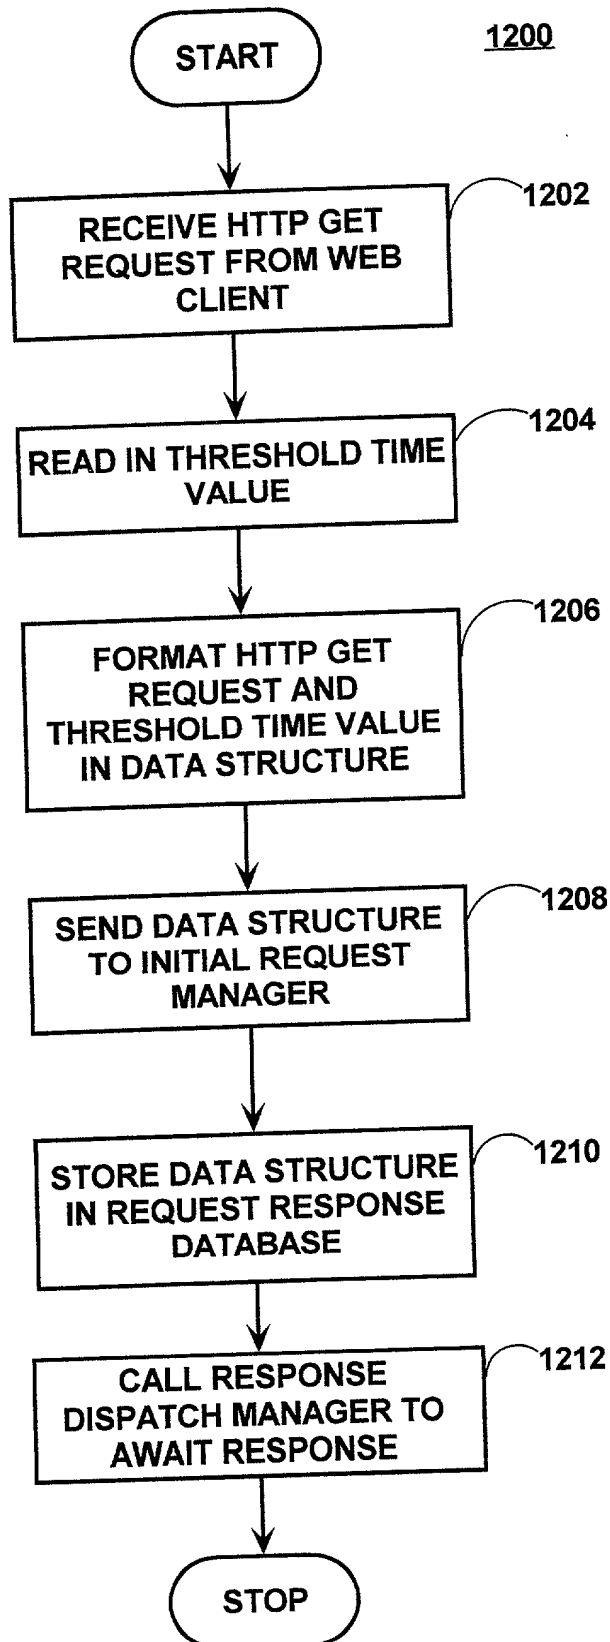 START
1200
1202
RECEIVE HTTP GET
REQUEST FROM WEB
CLIENT
1204
READ IN THRESHOLD TIME
VALUE
1206
FORMAT HTTP GET
REQUEST AND
THRESHOLD TIME VALUE
IN DATA STRUCTURE
1208
SEND DATA STRUCTURE
TO INITIAL REQUEST
MANAGER
1210
STORE DATA STRUCTURE
IN REQUEST RESPONSE
DATABASE
1212
CALL RESPONSE
DISPATCH MANAGER TO
AWAIT RESPONSE
STOP